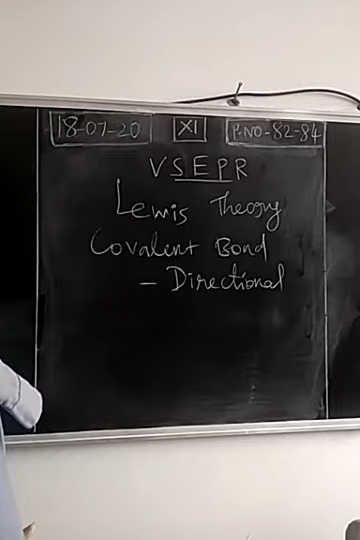 18-07-20 XI P.NO-82-84
VSEPR
Lewis Theory
Covalent Bond
- Directional